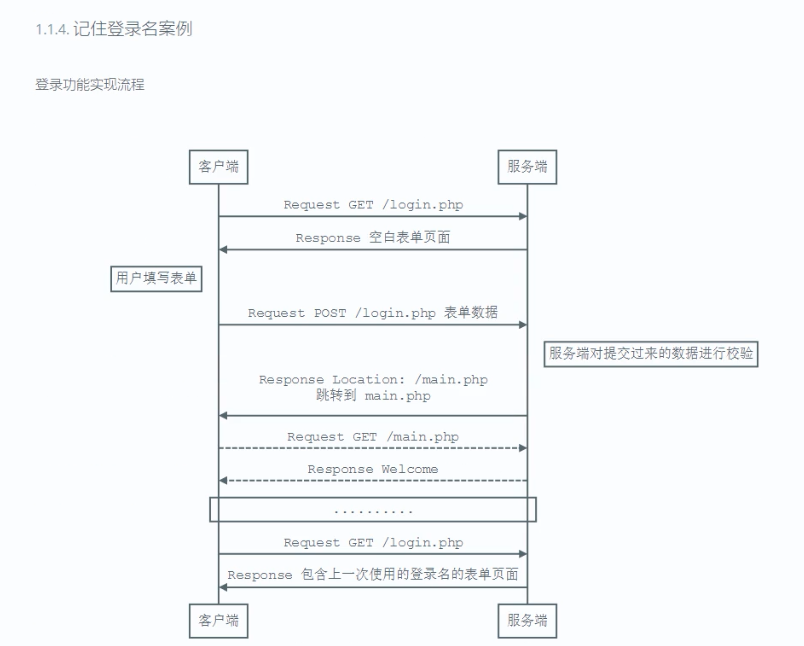 1.1.4. 记住登录名案例
登录功能实现流程
客户端
服务端
Request GET /login.php
Response 空白表单页面
用户填写表单
Request POST /login.php 表单数据
服务端对提交过来的数据进行校验
Response Location: /main.php
跳转到 main.php
Request GET /main.php
Response Welcome
..........
Request GET /login.php
Response 包含上一次使用的登录名的表单页面
客户端
服务端